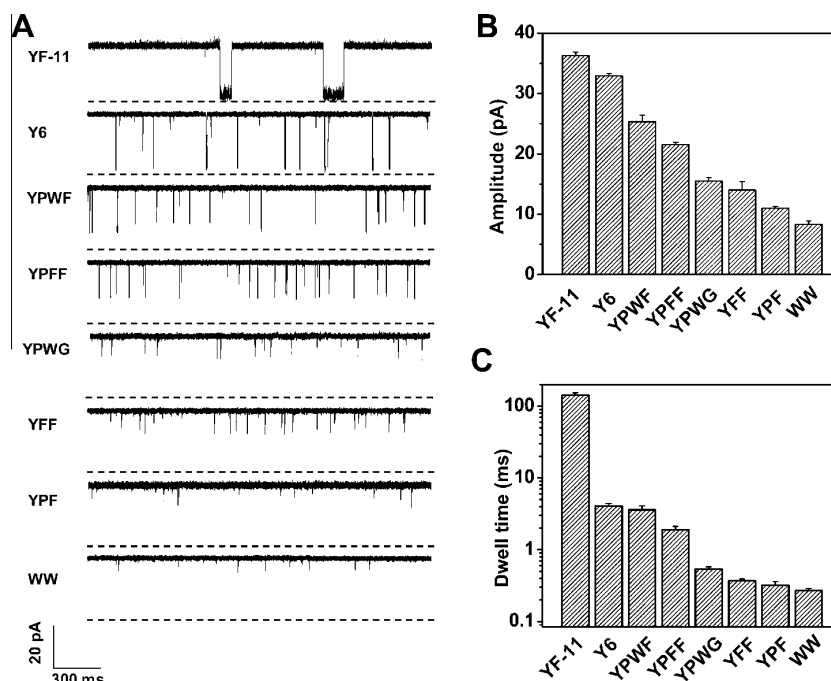 A
YF-11
Y6
YPWF
YPFF
YPWG
YFF
YPF
WW
20 pA
300 ms
B
Amplitude (pA)
40
30
20
10
0
YF-11 Y6 YPWF YPFF YPWG YFF YPF WW
C
Dwell time (ms)
100
10
1
0.1
YF-11 Y6 YPWF YPFF YPWG YFF YPF WW